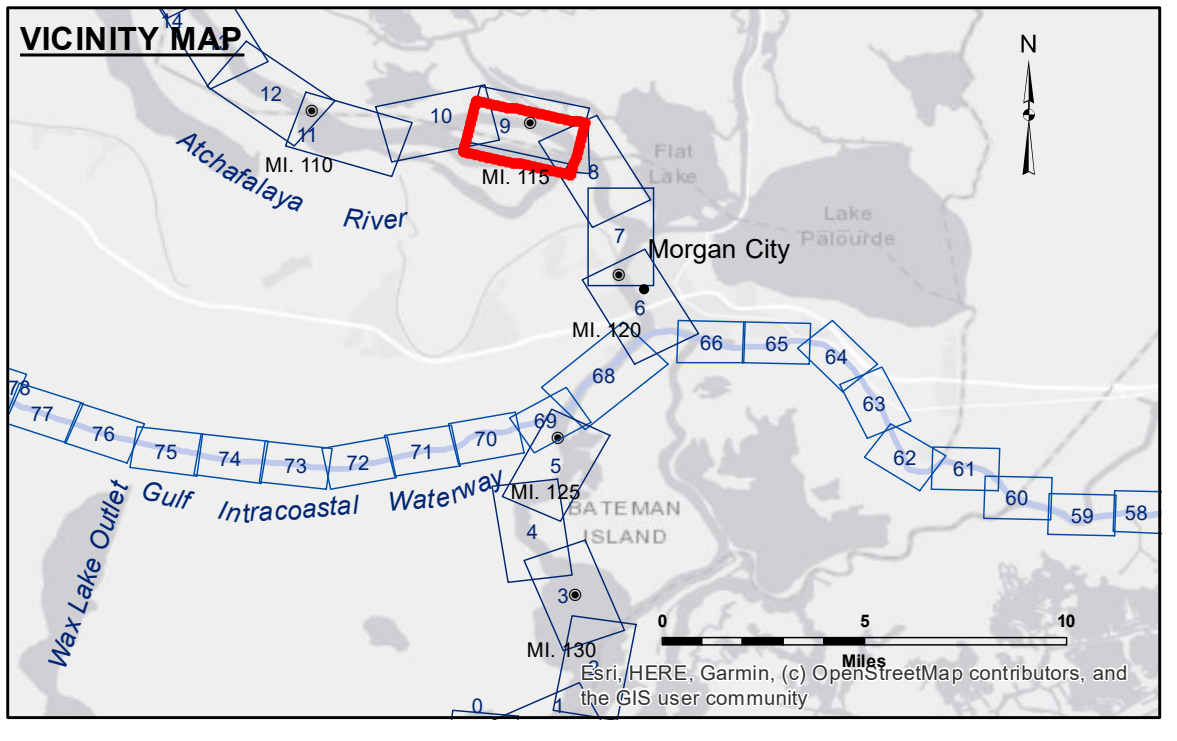 VICINITY MAP
N
14
12
11
MI. 110
10
9
MI. 115
8
Flat
Lake
Lake
Palourde
Atchafalaya
River
7
Morgan City
6
MI. 120
66
65
64
63
62
61
60
59
58
68
69
70
71
72
73
74
75
76
77
78
Gulf
Intracoastal
Waterway
Wax Lake Outlet
5
MI. 125
BATEMAN
ISLAND
4
3
MI. 130
2
1
0
0
5
10
Miles
Esri, HERE, Garmin, (c) OpenStreetMap contributors, and
the GIS user community